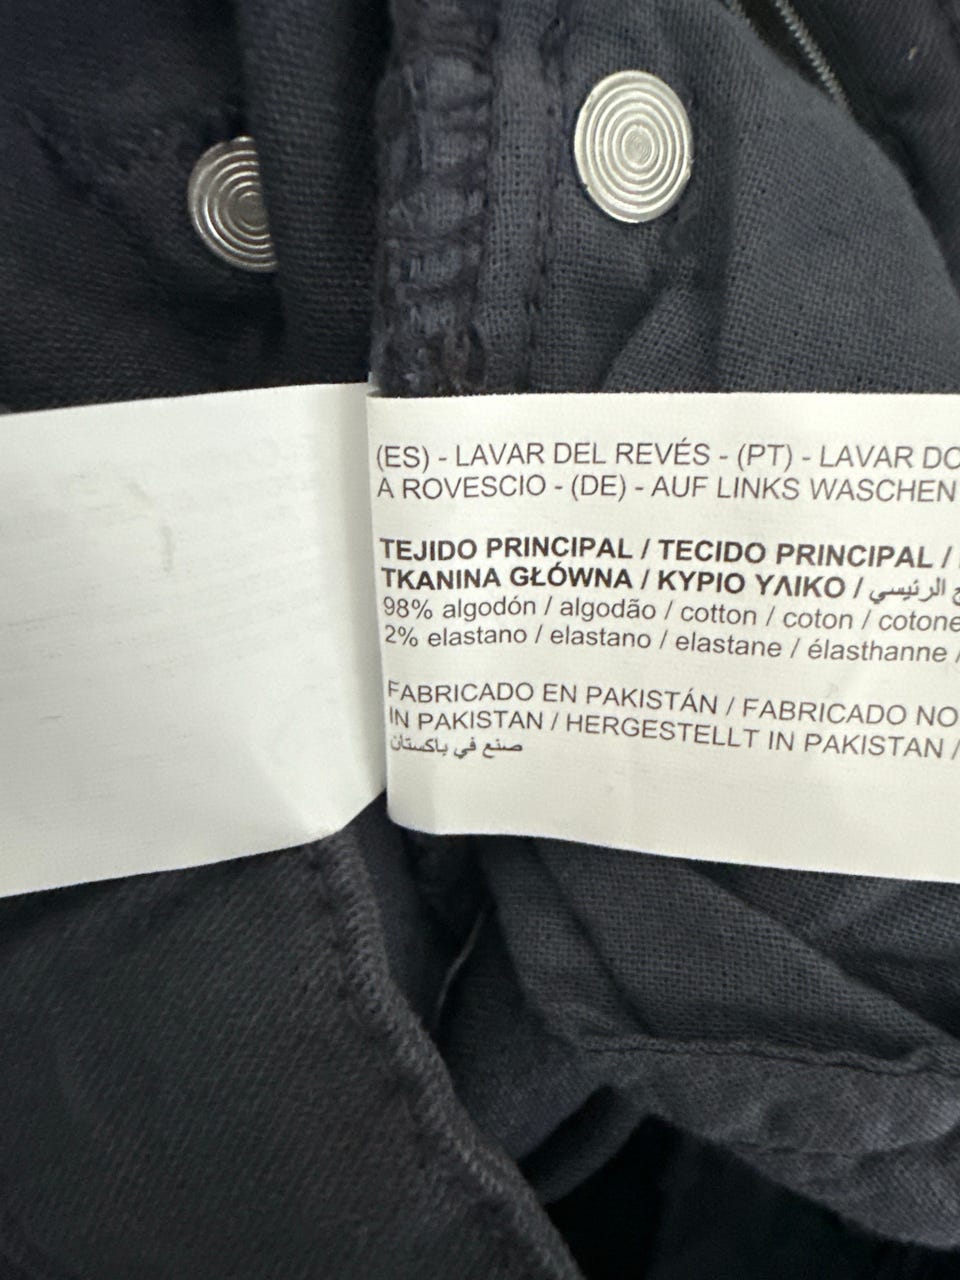 (ES) - LAVAR DEL REVÉS - (PT) - LAVAR DO
A ROVESCIO - (DE) - AUF LINKS WASCHEN
TEJIDO PRINCIPAL / TECIDO PRINCIPAL /
TKANINA GŁÓWNA / ΚΥΡΙΟ ΥΛΙΚΟ / الرئيسي
98% algodón / algodão / cotton / coton / cotone
2% elastano / elastano / elastane / élasthanne /
FABRICADO EN PAKISTÁN / FABRICADO NO
IN PAKISTAN / HERGESTELLT IN PAKISTAN /
صنع في باكستان